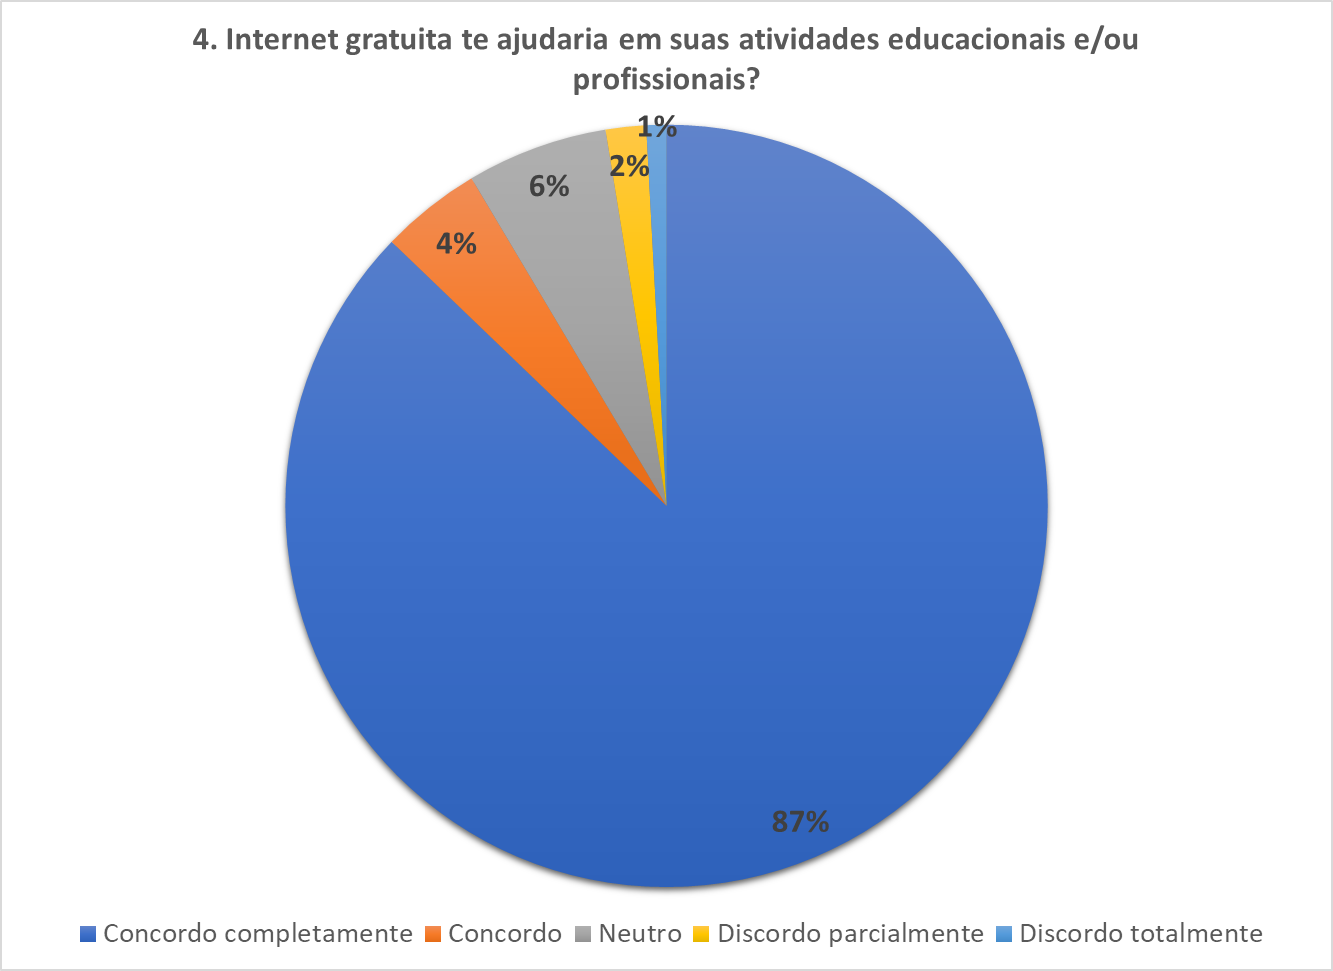 4. Internet gratuita te ajudaria em suas atividades educacionais e/ou
profissionais?
1%
2%
6%
4%
87%
Concordo completamente Concordo Neutro Discordo parcialmente Discordo totalmente